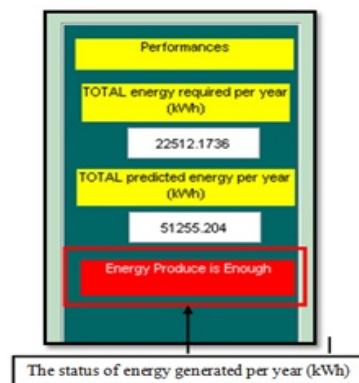 Performances
TOTAL energy required per year
(kWh)
22512.1736
TOTAL predicted energy per year
(kWh)
51255.204
Energy Produce is Enough
The status of energy generated per year (kWh)